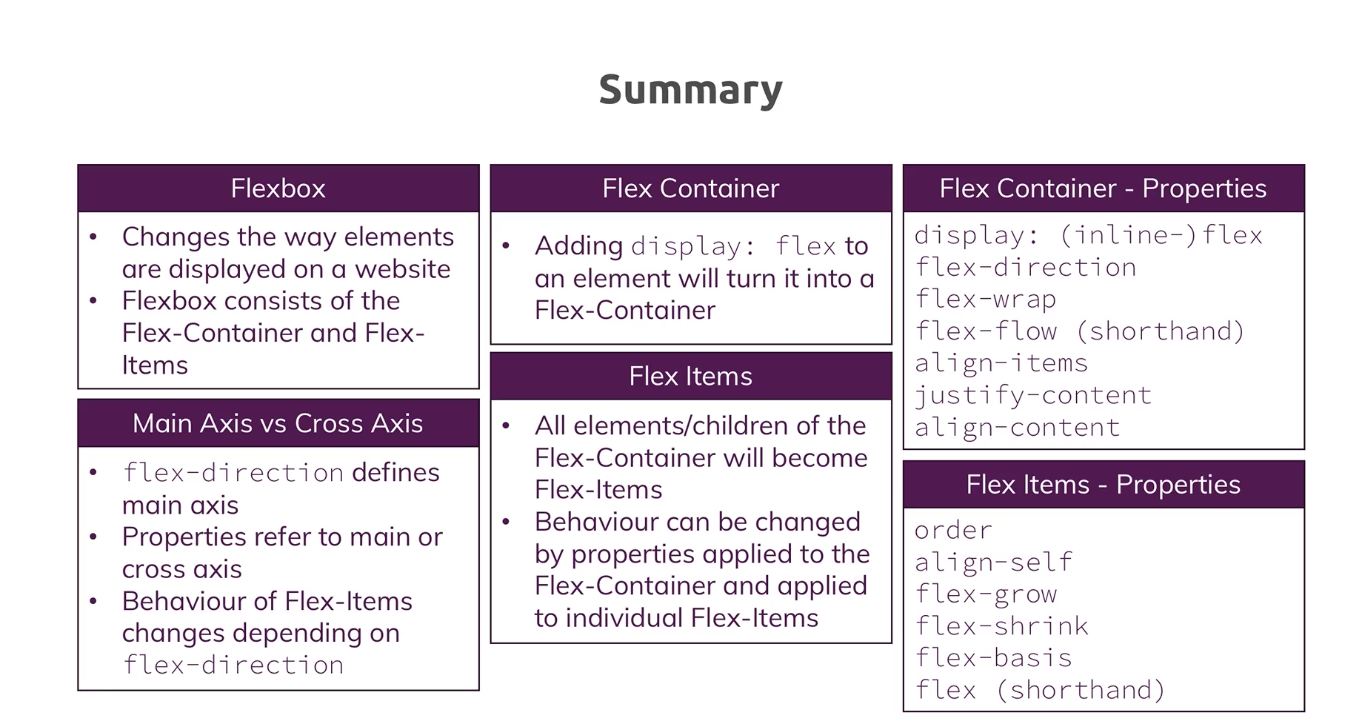 Summary
Flexbox
• Changes the way elements
are displayed on a website
• Flexbox consists of the
Flex-Container and Flex-
Items
Main Axis vs Cross Axis
• flex-direction defines
main axis
• Properties refer to main or
cross axis
• Behaviour of Flex-Items
changes depending on
flex-direction
Flex Container
• Adding display: flex to
an element will turn it into a
Flex-Container
Flex Items
• All elements/children of the
Flex-Container will become
Flex-Items
• Behaviour can be changed
by properties applied to the
Flex-Container and applied
to individual Flex-Items
Flex Container - Properties
display: (inline-)flex
flex-direction
flex-wrap
flex-flow (shorthand)
align-items
justify-content
align-content
Flex Items - Properties
order
align-self
flex-grow
flex-shrink
flex-basis
flex (shorthand)